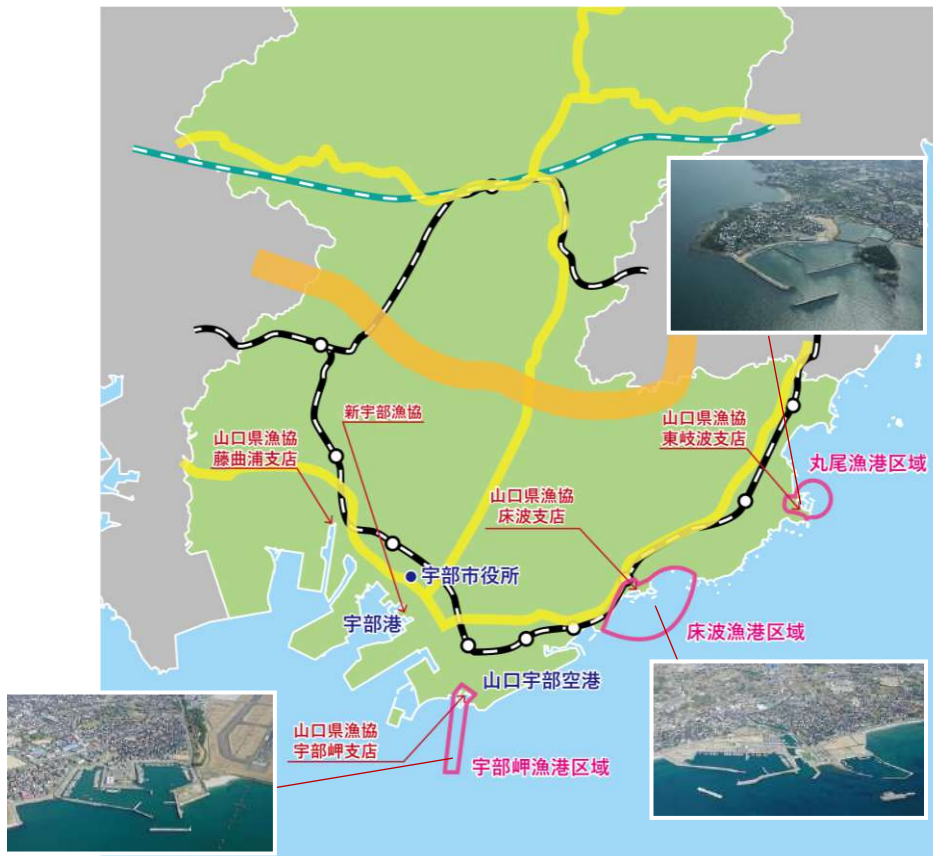 新宇部漁協
山口県漁協
藤曲浦支店
山口県漁協
東岐波支店
丸尾漁港区域
山口県漁協
床波支店
宇部市役所
宇部港
床波漁港区域
山口宇部空港
山口県漁協
宇部岬支店
宇部岬漁港区域